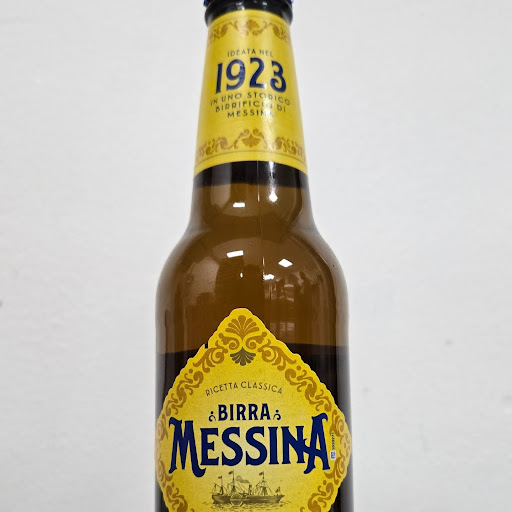 IDEATA NEL
1923
IN UNO STORICO
BIRRIFICIO DI
MESSINA
RICETTA CLASSICA
BIRRA
MESSINA